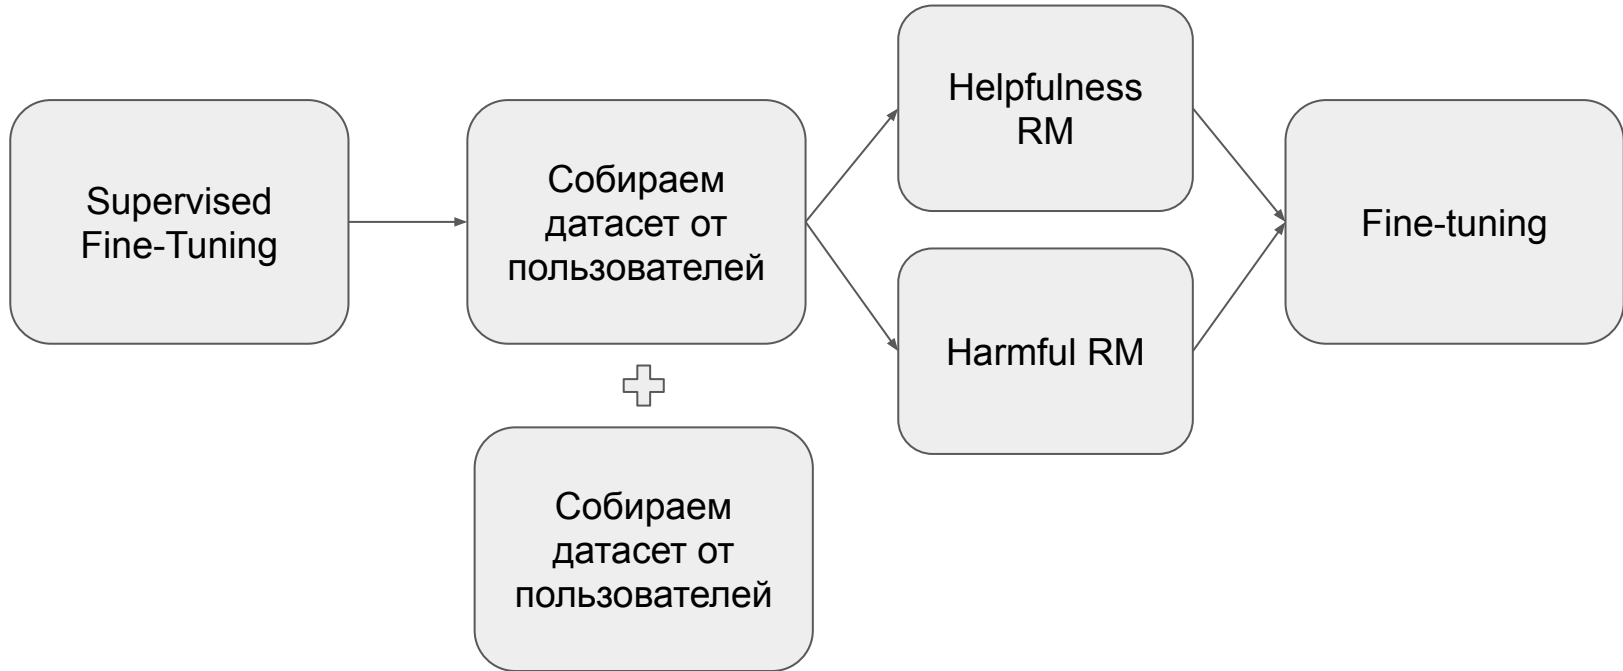 Supervised
Fine-Tuning
Собираем
датасет от
пользователей
Собираем
датасет от
пользователей
Helpfulness
RM
Harmful RM
Fine-tuning